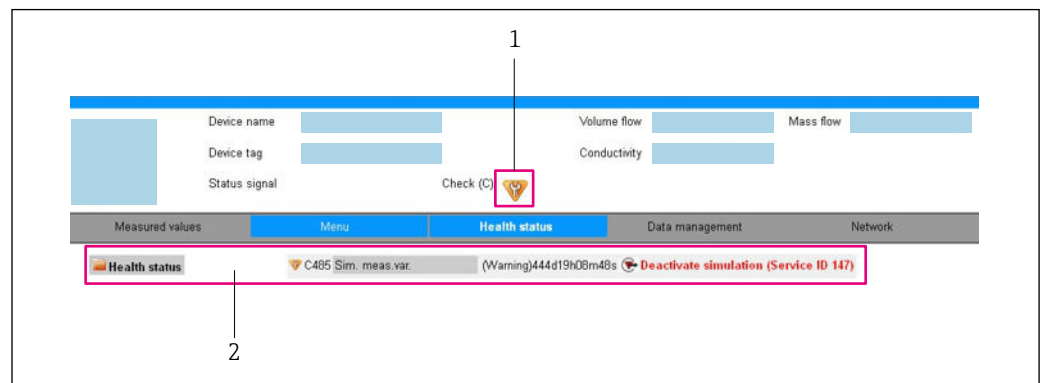 1
Device name Volume flow Mass flow
Device tag Conductivity
Status signal Check (C)
Measured values Menu Health status Data management Network
Health status C485 Sim. meas.var. (Warning)444d19h08m48s Deactivate simulation (Service ID 147)
2